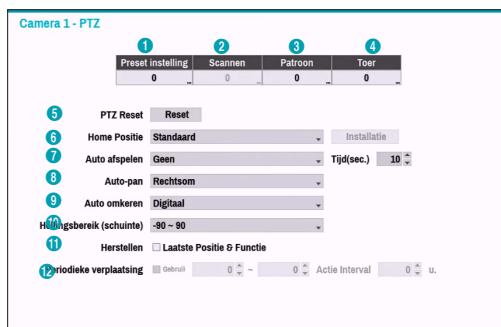 Camera 1 - PTZ
1 2 3 4
Preset instelling Scannen Patroon Toer
0 ... 0 ... 0 ... 0 ...
5 PTZ Reset Reset
6 Home Positie Standaard Installatie
7 Auto afspelen Geen Tijd(sec.) 10
8 Auto-pan Rechtsom
9 Auto omkeren Digitaal
10 (schuinte) -90 ~ 90
11 Herstellen Laatste Positie & Functie
12 Periodieke verplaatsing Gebruik 0 ~ 0 Actie Interval 0 u.